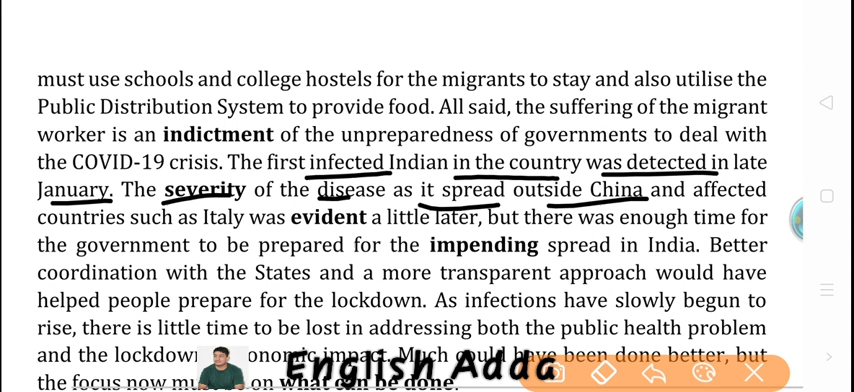 must use schools and college hostels for the migrants to stay and also utilise the
Public Distribution System to provide food. All said, the suffering of the migrant
worker is an indictment of the unpreparedness of governments to deal with
the COVID-19 crisis. The first infected Indian in the country was detected in late
January. The severity of the disease as it spread outside China and affected
countries such as Italy was evident a little later, but there was enough time for
the government to be prepared for the impending spread in India. Better
coordination with the States and a more transparent approach would have
helped people prepare for the lockdown. As infections have slowly begun to
rise, there is little time to be lost in addressing both the public health problem
and the lockdown impact. Much could have been done better, but
the focus now on what can be done.
English Adda